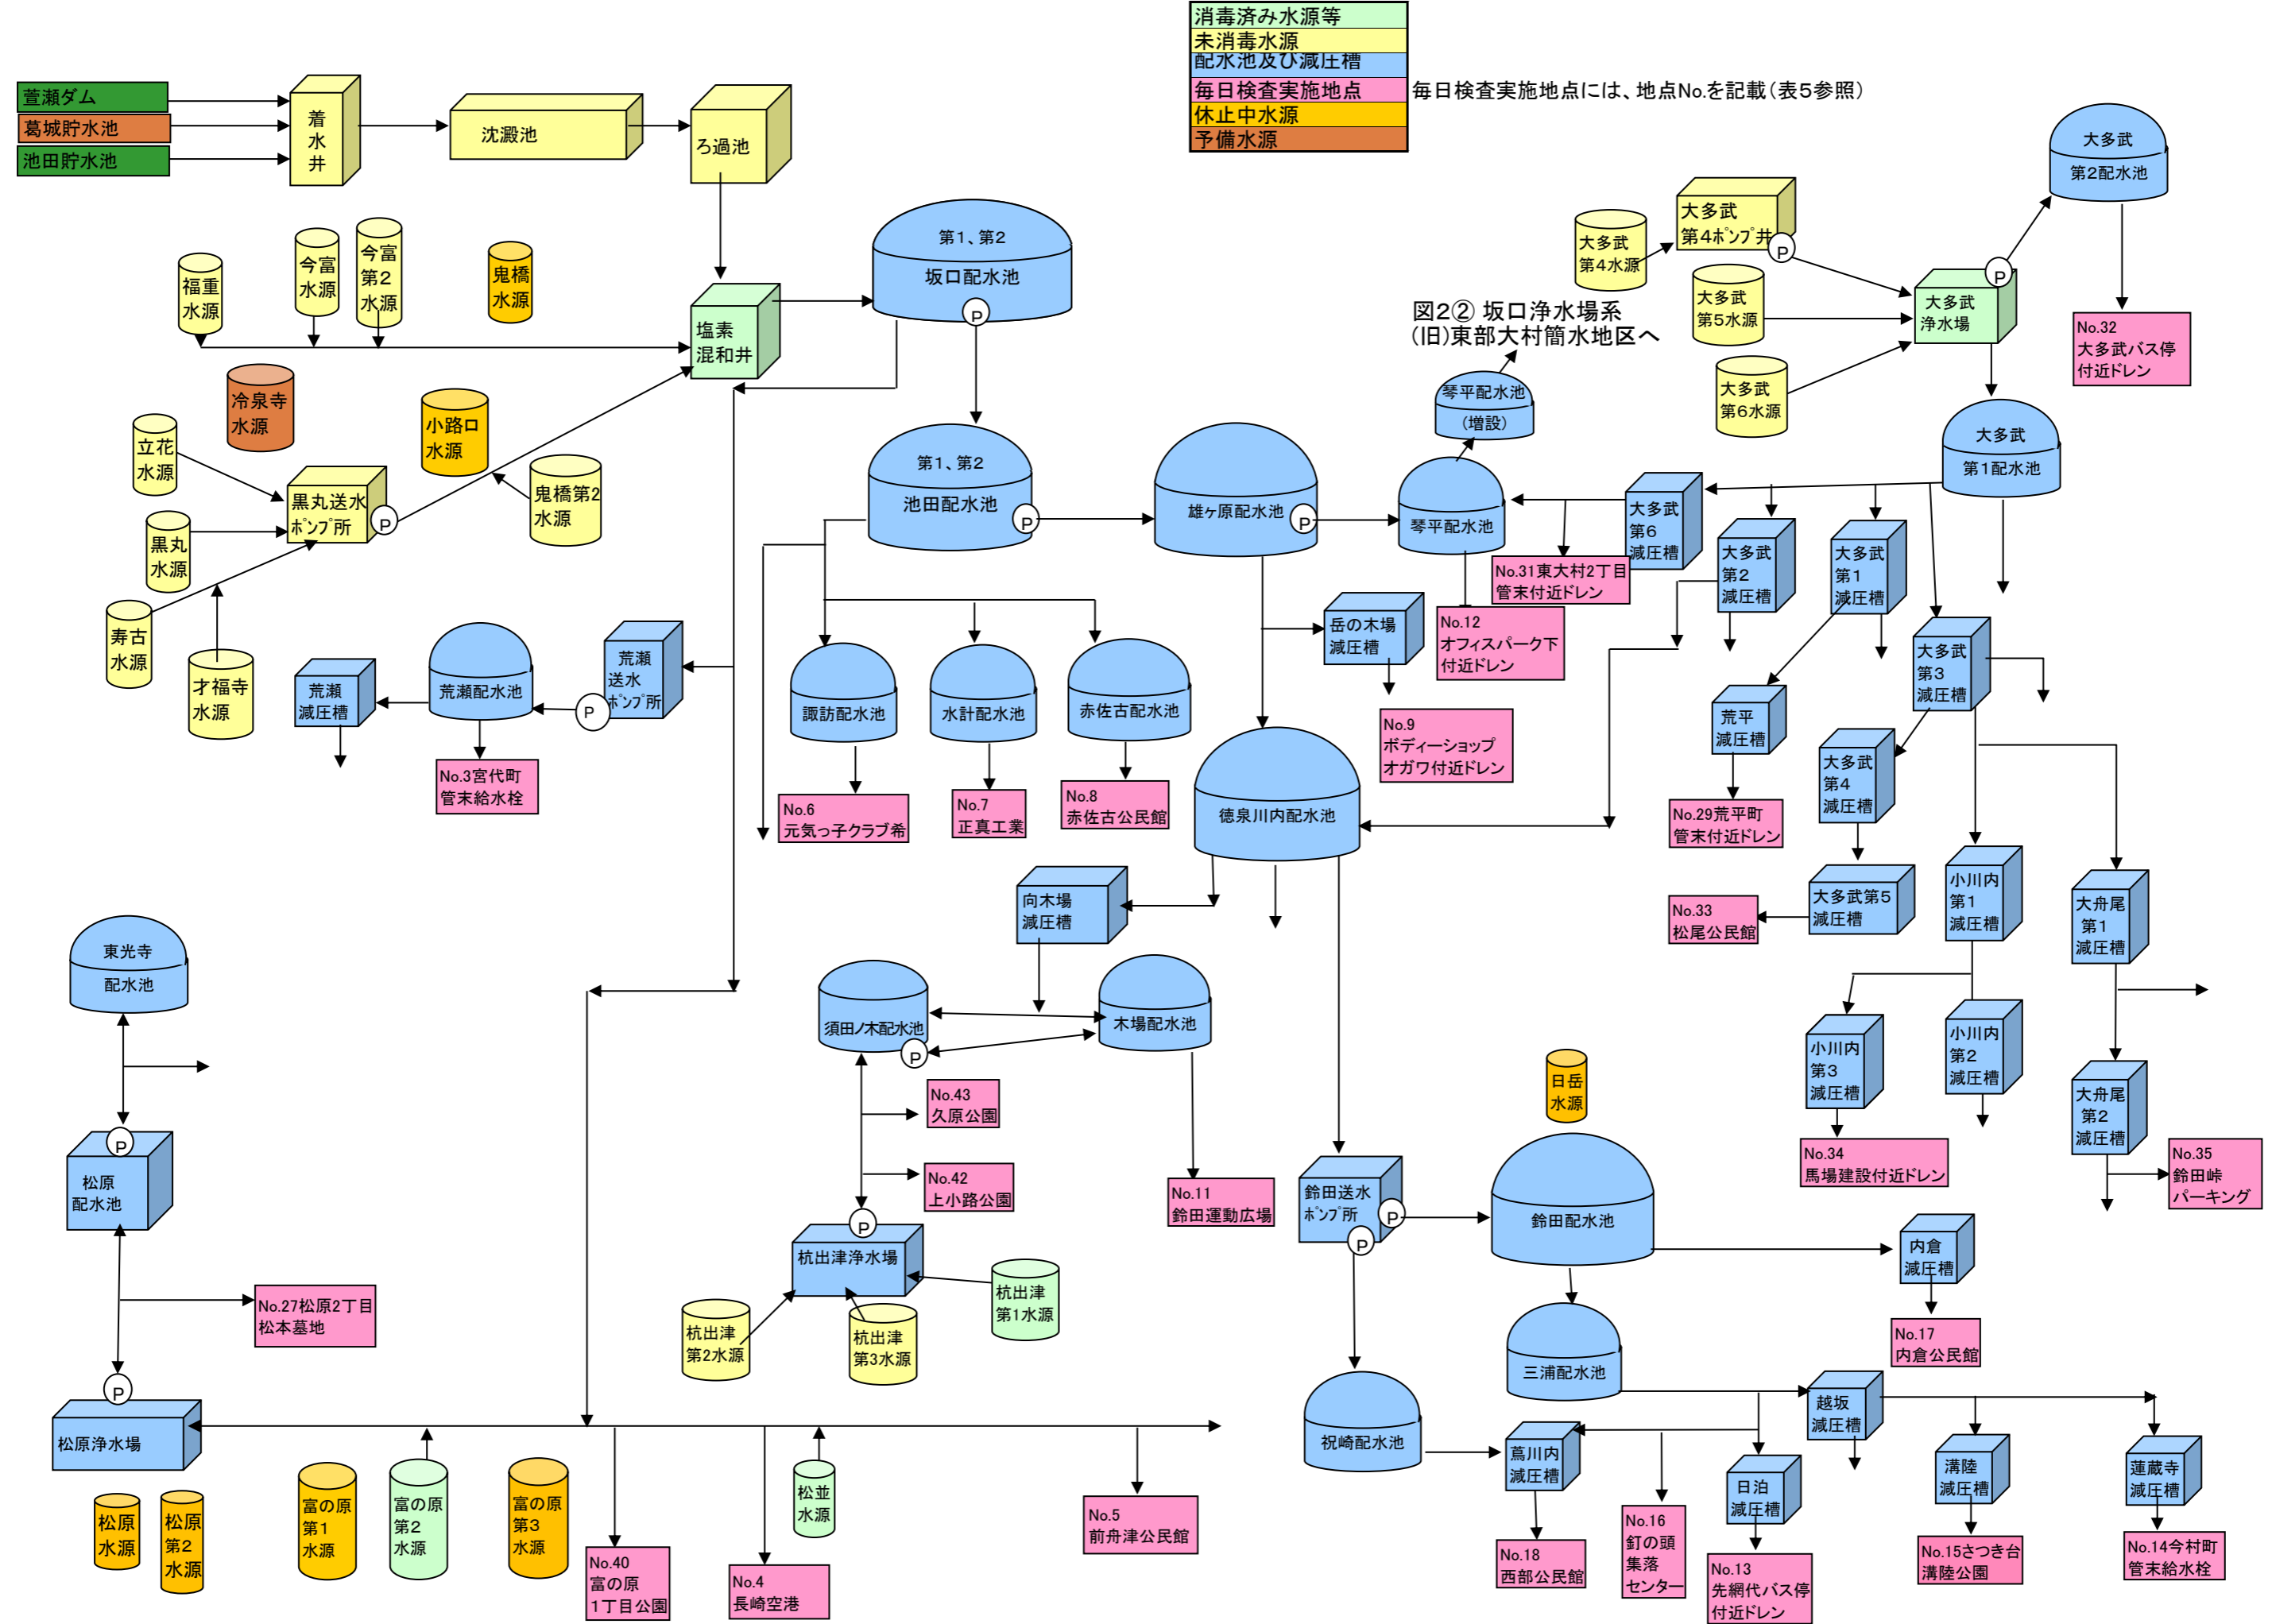 消毒済み水源等
未消毒水源
配水池及び減圧槽
毎日検査実施地点
毎日検査実施地点には、地点No.を記載(表5参照)
休止中水源
予備水源
萱瀬ダム
葛城貯水池
池田貯水池
着
水
井
沈澱池
ろ過池
福重
水源
今富
水源
今富
第2
水源
鬼橋
水源
塩素
混和井
第1、第2
坂口配水池
P
冷泉寺
水源
小路口
水源
立花
水源
黒丸送水
ポンプ所
P
鬼橋第2
水源
黒丸
水源
寿古
水源
才福寺
水源
荒瀬
減圧槽
荒瀬配水池
荒瀬
送水
ポンプ所
P
No.3宮代町
管末給水栓
第1、第2
池田配水池
P
雄ヶ原配水池
P
琴平配水池
琴平配水池
(増設)
図2② 坂口浄水場系
(旧)東部大村簡水地区へ
大多武
第4水源
大多武
第4ポンプ井
P
大多武
第5水源
大多武
第6水源
大多武
浄水場
P
大多武
第2配水池
No.32
大多武バス停
付近ドレン
大多武
第1配水池
大多武
第6
減圧槽
大多武
第2
減圧槽
大多武
第1
減圧槽
大多武
第3
減圧槽
No.31東大村2丁目
管末付近ドレン
No.12
オフィスパーク下
付近ドレン
岳の木場
減圧槽
No.9
ボディーショップ
オガワ付近ドレン
諏訪配水池
水計配水池
赤佐古配水池
No.6
元気っ子クラブ希
No.7
正真工業
No.8
赤佐古公民館
徳泉川内配水池
荒平
減圧槽
No.29荒平町
管末付近ドレン
大多武
第4
減圧槽
大多武第5
減圧槽
No.33
松尾公民館
小川内
第1
減圧槽
大舟尾
第1
減圧槽
小川内
第3
減圧槽
小川内
第2
減圧槽
大舟尾
第2
減圧槽
No.34
馬場建設付近ドレン
No.35
鈴田峠
パーキング
向木場
減圧槽
須田ノ木配水池
P
木場配水池
No.43
久原公園
No.42
上小路公園
No.11
鈴田運動広場
P
杭出津浄水場
杭出津
第2水源
杭出津
第3水源
杭出津
第1水源
東光寺
配水池
P
松原
配水池
No.27松原2丁目
松本墓地
P
松原浄水場
松原
水源
松原
第2
水源
富の原
第1
水源
富の原
第2
水源
富の原
第3
水源
No.40
富の原
1丁目公園
No.4
長崎空港
松並
水源
No.5
前舟津公民館
日岳
水源
鈴田送水
ポンプ所
P
P
鈴田配水池
内倉
減圧槽
No.17
内倉公民館
三浦配水池
祝崎配水池
越坂
減圧槽
蔦川内
減圧槽
日泊
減圧槽
溝陸
減圧槽
蓮蔵寺
減圧槽
No.18
西部公民館
No.16
釘の頭
集落
センター
No.13
先網代バス停
付近ドレン
No.15さつき台
溝陸公園
No.14今村町
管末給水栓